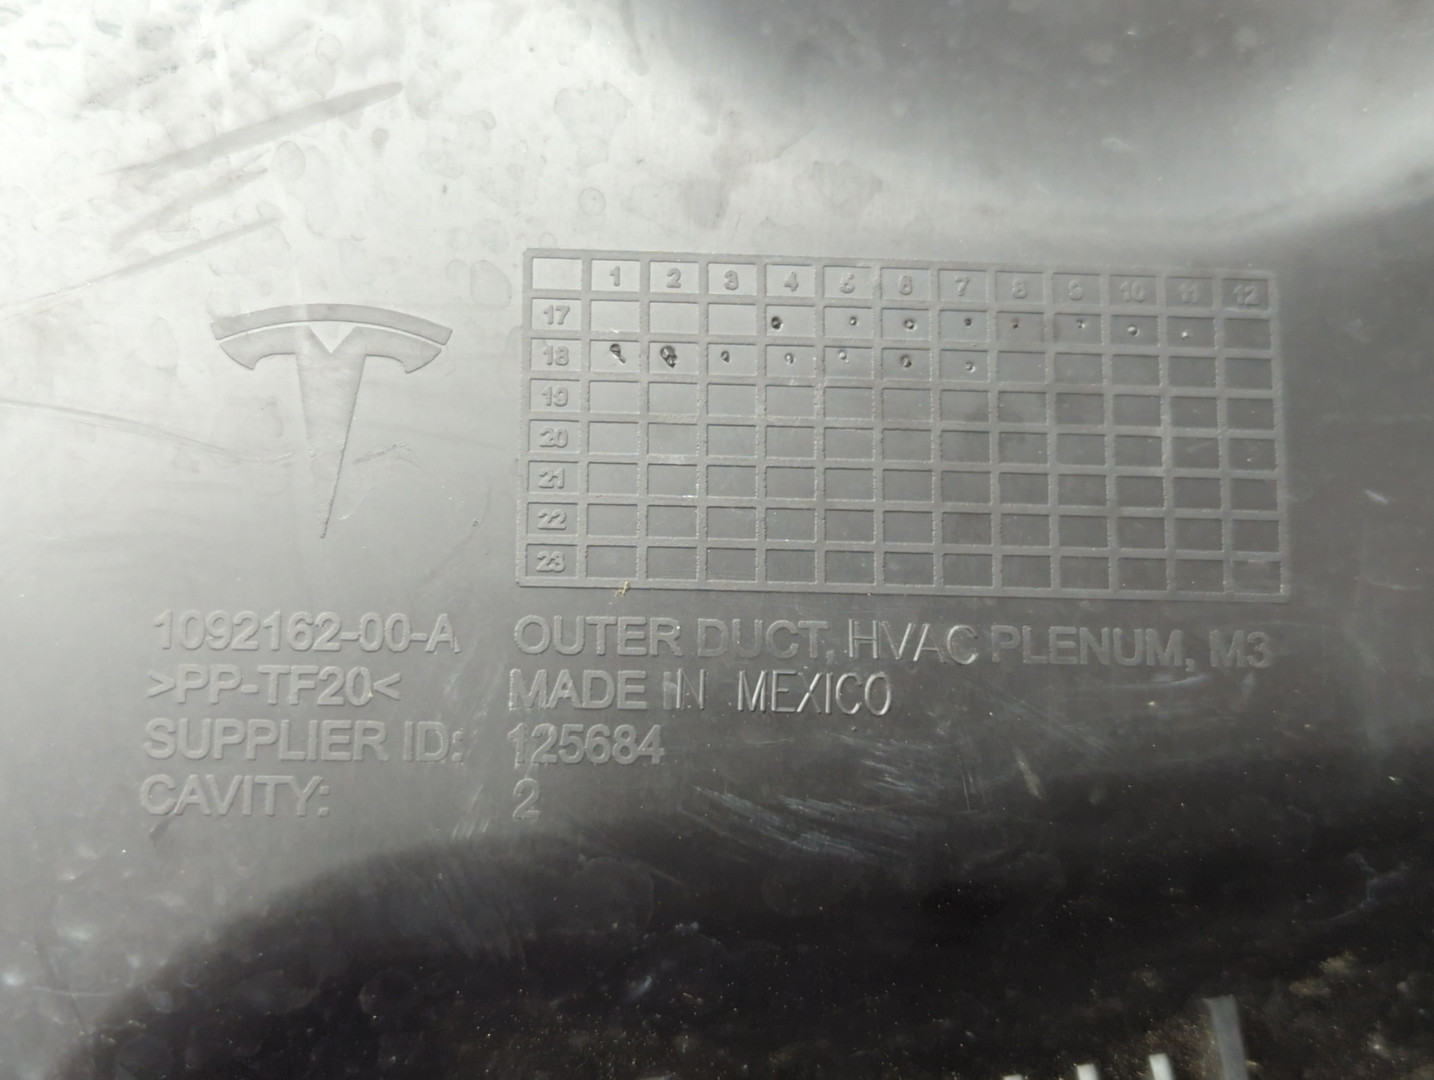 1 2 3 4 5 6 7 8 9 10 11 12
17
18
19
20
21
22
23
1092162-00-A OUTER DUCT, HVAC PLENUM, M3
>PP-TF20< MADE IN MEXICO
SUPPLIER ID: 125684
CAVITY: 2